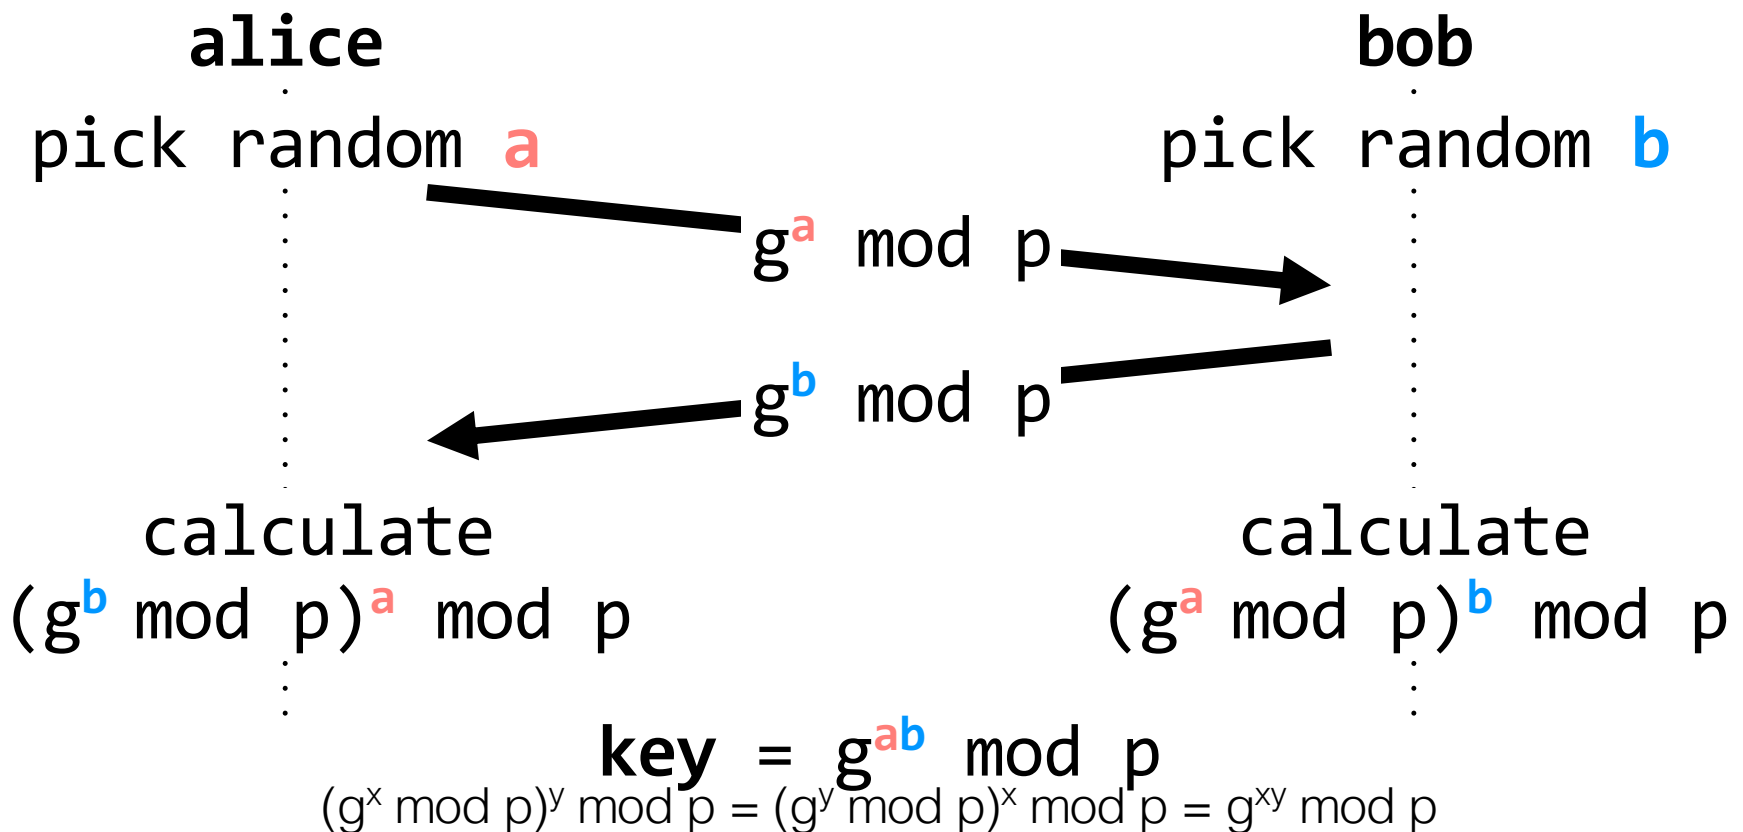 alice bob
pick random a pick random b
gᵃ mod p
gᵇ mod p
calculate calculate
(gᵇ mod p)ᵃ mod p (gᵃ mod p)ᵇ mod p
key = gᵃᵇ mod p
(gˣ mod p)ʸ mod p = (gʸ mod p)ˣ mod p = gˣʸ mod p